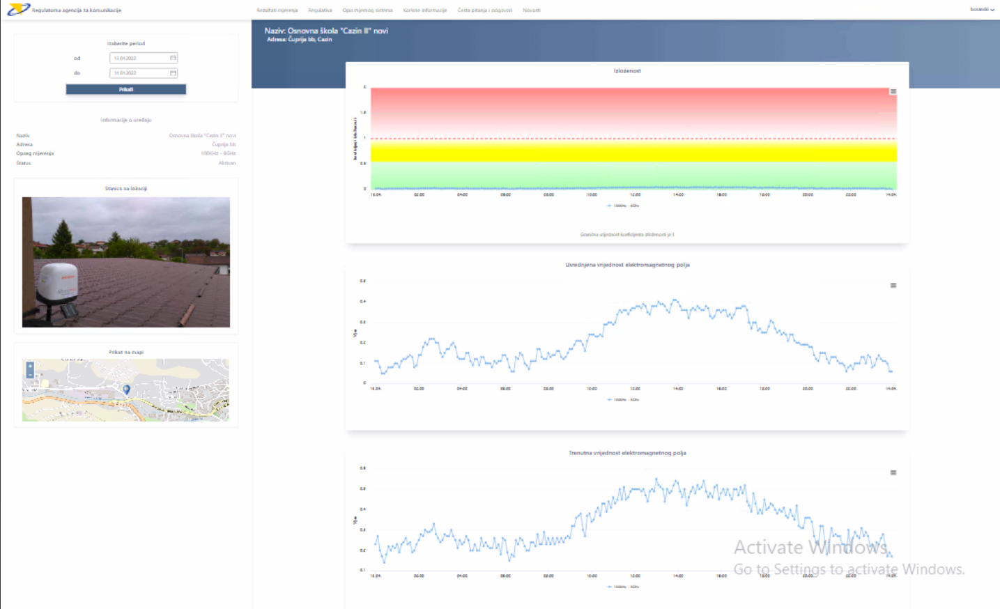 Regulatorna agencija za komunikacije
Rezultati mjerenja Regulativa Opis mjernog sistema Korisne informacije Česta pitanja i odgovori Novosti
bosanski
Izaberite period
od 13.04.2022
do 14.04.2022
Prikaži
Informacije o uređaju
Naziv Osnovna škola "Cazin II" novi
Adresa Čuprija bb
Opseg mjerenja 100kHz - 8GHz
Status Aktivan
Stanica na lokaciji
Prikaz na mapi
+
−
Naziv: Osnovna škola "Cazin II" novi
Adresa: Čuprija bb, Cazin
Izloženost
2
1.5
1
0.5
0
13.04. 02:00 04:00 06:00 08:00 10:00 12:00 14:00 16:00 18:00 20:00 22:00 14.04.
100kHz - 8GHz
Granična vrijednost koeficijenta izloženosti je 1
Usrednjena vrijednost elektromagnetnog polja
0.5
0.4
0.3
0.2
0.1
0
V/m
13.04. 02:00 04:00 06:00 08:00 10:00 12:00 14:00 16:00 18:00 20:00 22:00 14.04.
100kHz - 8GHz
Trenutna vrijednost elektromagnetnog polja
0.6
0.5
0.4
0.3
0.2
0.1
V/m
13.04. 02:00 04:00 06:00 08:00 10:00 12:00 14:00 16:00 18:00 20:00 22:00 14.04.
100kHz - 8GHz
Activate Windows
Go to Settings to activate Windows.